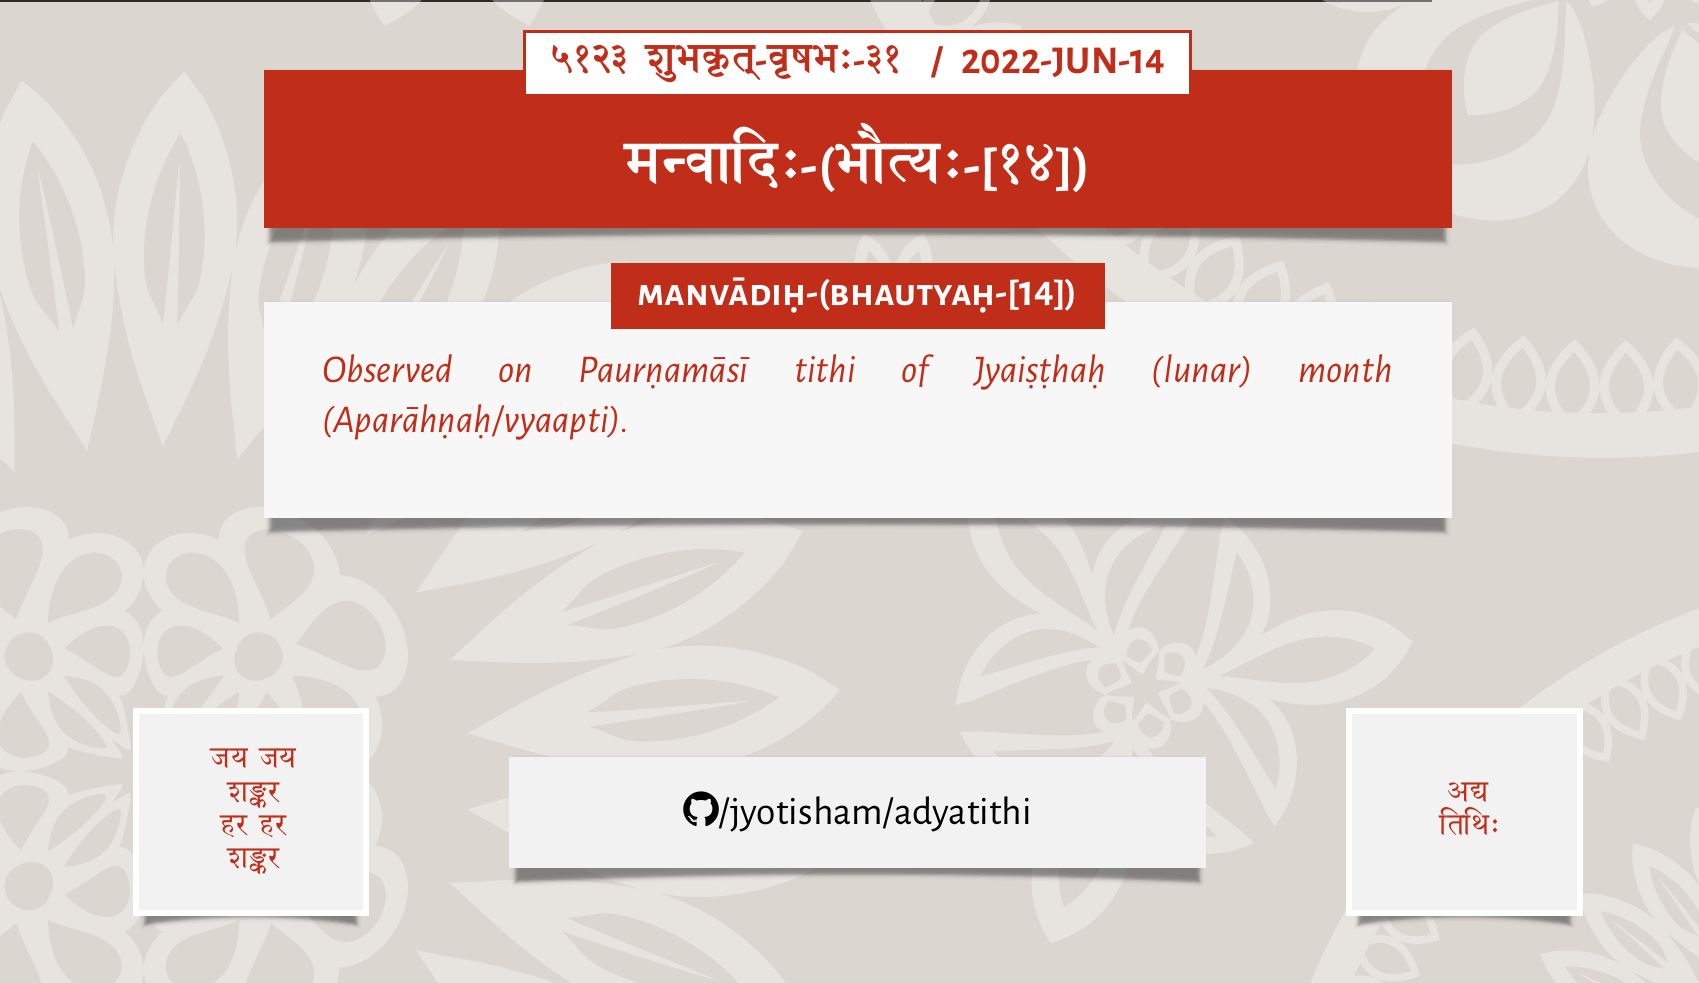 ५१२३ शुभकृत्-वृषभः-३१ / 2022-JUN-14
मन्वादिः-(भौत्यः-[१४])
MANVĀDIḤ-(BHAUTYAḤ-[14])
Observed on Paurṇamāsī tithi of Jyaiṣṭhaḥ (lunar) month
(Aparāhṇaḥ/vyaapti).
जय जय
शङ्कर
हर हर
शङ्कर
/jyotisham/adyatithi
अद्य
तिथिः